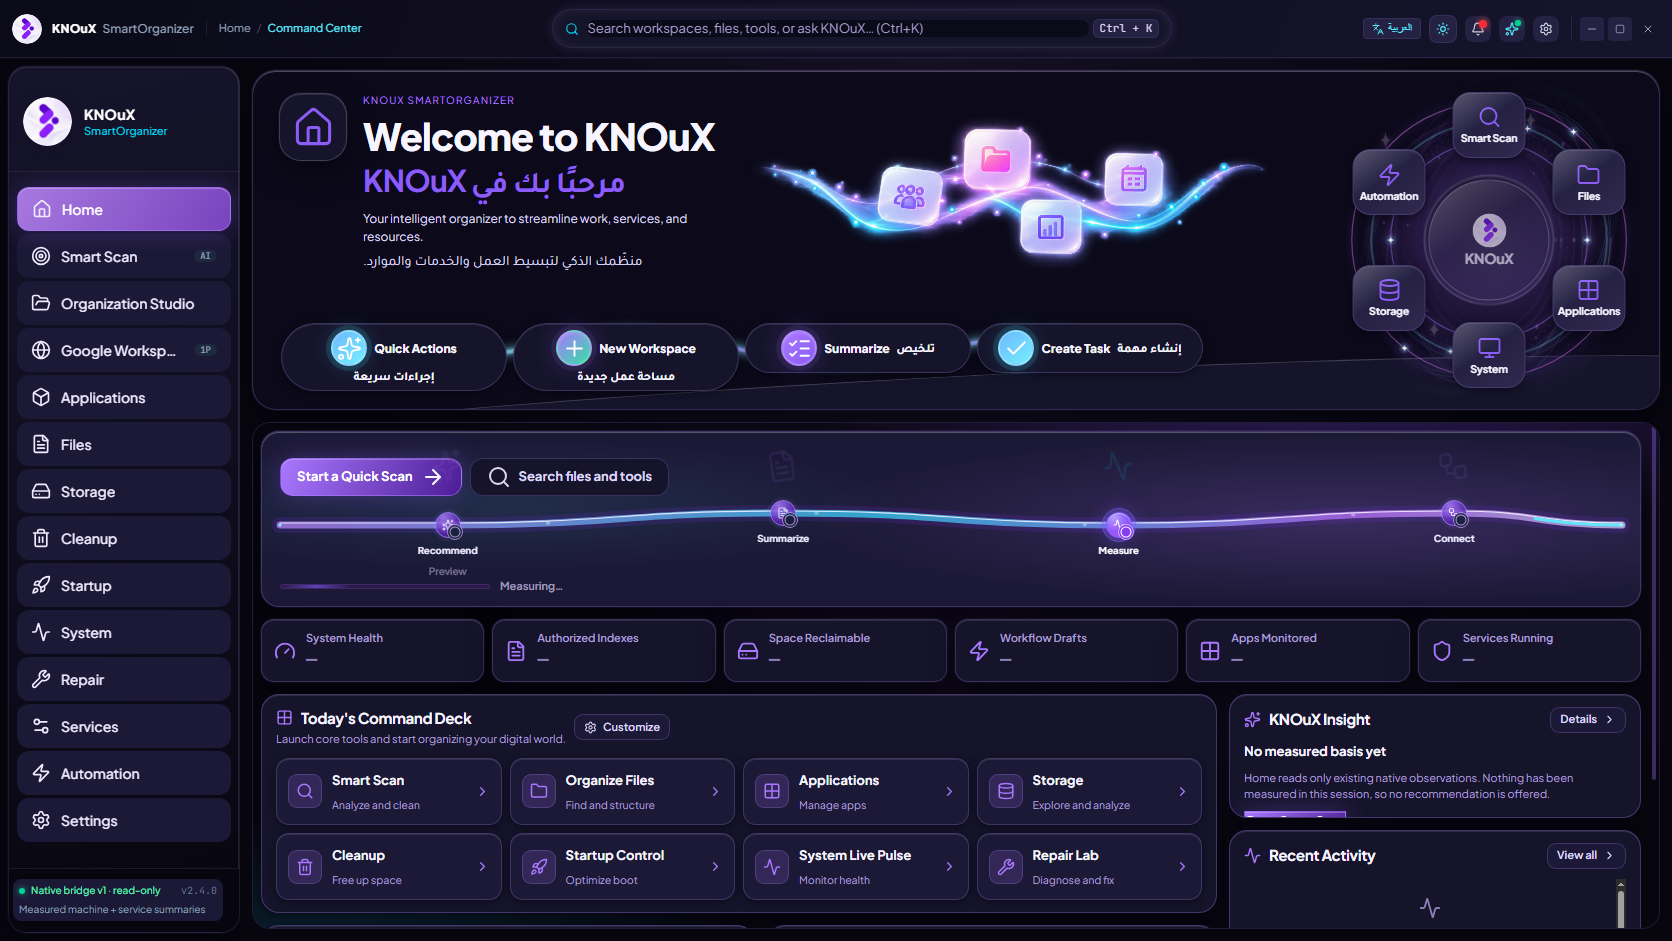 KNOuX SmartOrganizer
Home / Command Center
Search workspaces, files, tools, or ask KNOuX... (Ctrl+K)
Ctrl + K
العربية
KNOuX
SmartOrganizer
Home
Smart Scan AI
Organization Studio
Google Worksp... 1P
Applications
Files
Storage
Cleanup
Startup
System
Repair
Services
Automation
Settings
Native bridge v1 · read-only v2.4.0
Measured machine + service summaries
KNOUX SMARTORGANIZER
Welcome to KNOuX
مرحبًا بك في KNOuX
Your intelligent organizer to streamline work, services, and
resources.
منظّمك الذكي لتبسيط العمل والخدمات والموارد.
Quick Actions
إجراءات سريعة
New Workspace
مساحة عمل جديدة
Summarize تلخيص
Create Task إنشاء مهمة
Smart Scan
Automation
Files
KNOuX
Storage
Applications
System
Start a Quick Scan
Search files and tools
Recommend
Preview
Summarize
Measure
Connect
Measuring...
System Health
—
Authorized Indexes
—
Space Reclaimable
—
Workflow Drafts
—
Apps Monitored
—
Services Running
—
Today's Command Deck
Launch core tools and start organizing your digital world.
Customize
Smart Scan
Analyze and clean
Organize Files
Find and structure
Applications
Manage apps
Storage
Explore and analyze
Cleanup
Free up space
Startup Control
Optimize boot
System Live Pulse
Monitor health
Repair Lab
Diagnose and fix
KNOuX Insight
Details
No measured basis yet
Home reads only existing native observations. Nothing has been
measured in this session, so no recommendation is offered.
Recent Activity
View all